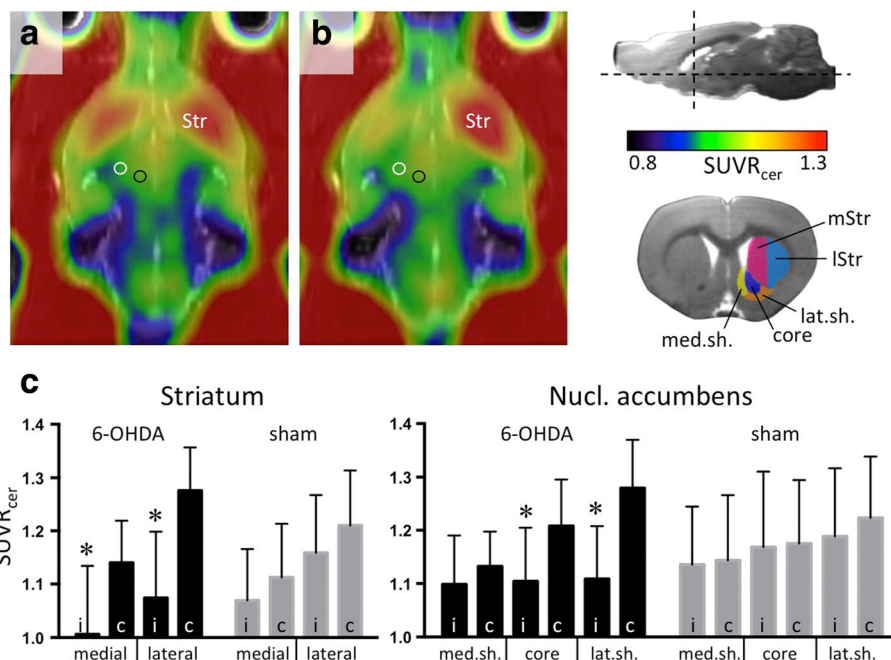 a
b
Str
Str
0.8 SUVRcer 1.3
mStr
lStr
lat.sh.
core
med.sh.
c
Striatum
Nucl. accumbens
6-OHDA sham
6-OHDA sham
SUVRcer
1.4
1.3
1.2
1.1
1.0
* *
i c i c i c i c
medial lateral medial lateral
1.4
1.3
1.2
1.1
1.0
* *
i c i c i c i c i c i c
med.sh. core lat.sh. med.sh. core lat.sh.